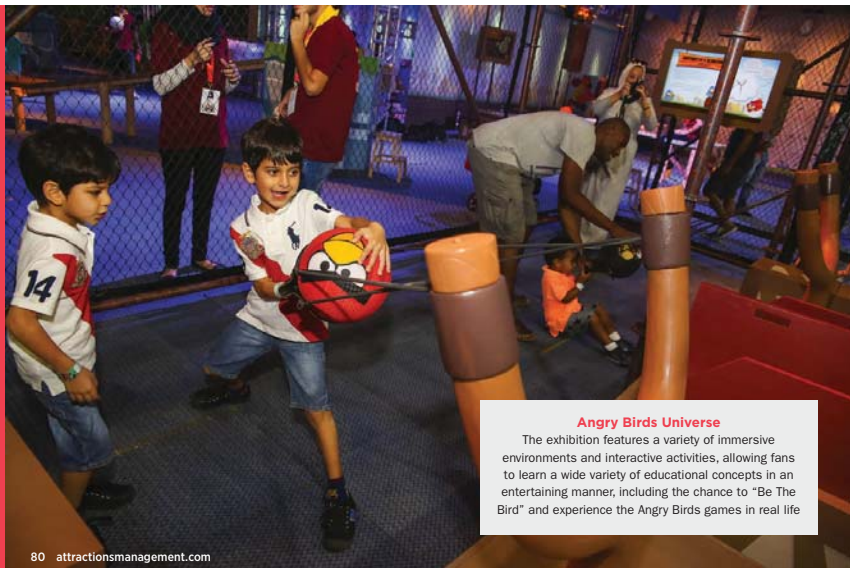 14
Angry Birds Universe
The exhibition features a variety of immersive
environments and interactive activities, allowing fans
to learn a wide variety of educational concepts in an
entertaining manner, including the chance to “Be The
Bird” and experience the Angry Birds games in real life
80 attractionsmanagement.com